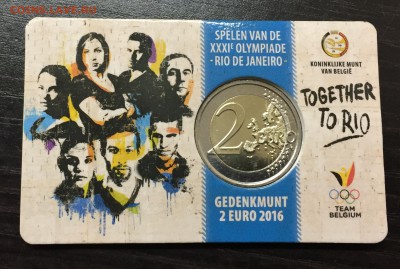 SPELEN VAN DE
XXXIᵉ OLYMPIADE
- RIO DE JANEIRO -
KONINKLIJKE MUNT
VAN BELGIË
TOGETHER
TO RIO
2
GEDENKMUNT
2 EURO 2016
TEAM
BELGIUM